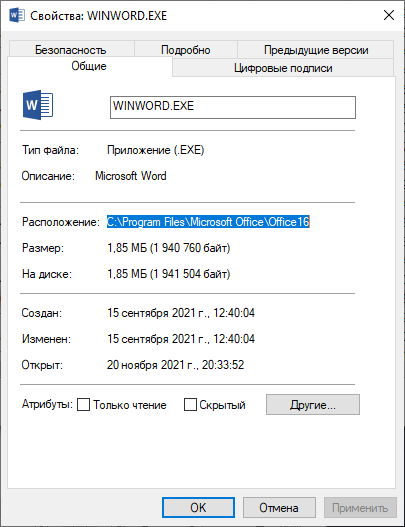 Свойства: WINWORD.EXE
Безопасность Подробно Предыдущие версии
Общие Цифровые подписи
W
WINWORD.EXE
Тип файла: Приложение (.EXE)
Описание: Microsoft Word
Расположение: C:\Program Files\Microsoft Office\Office16
Размер: 1,85 МБ (1 940 760 байт)
На диске: 1,85 МБ (1 941 504 байт)
Создан: 15 сентября 2021 г., 12:40:04
Изменен: 15 сентября 2021 г., 12:40:04
Открыт: 20 ноября 2021 г., 20:33:52
Атрибуты: Только чтение Скрытый Другие...
OK Отмена Применить